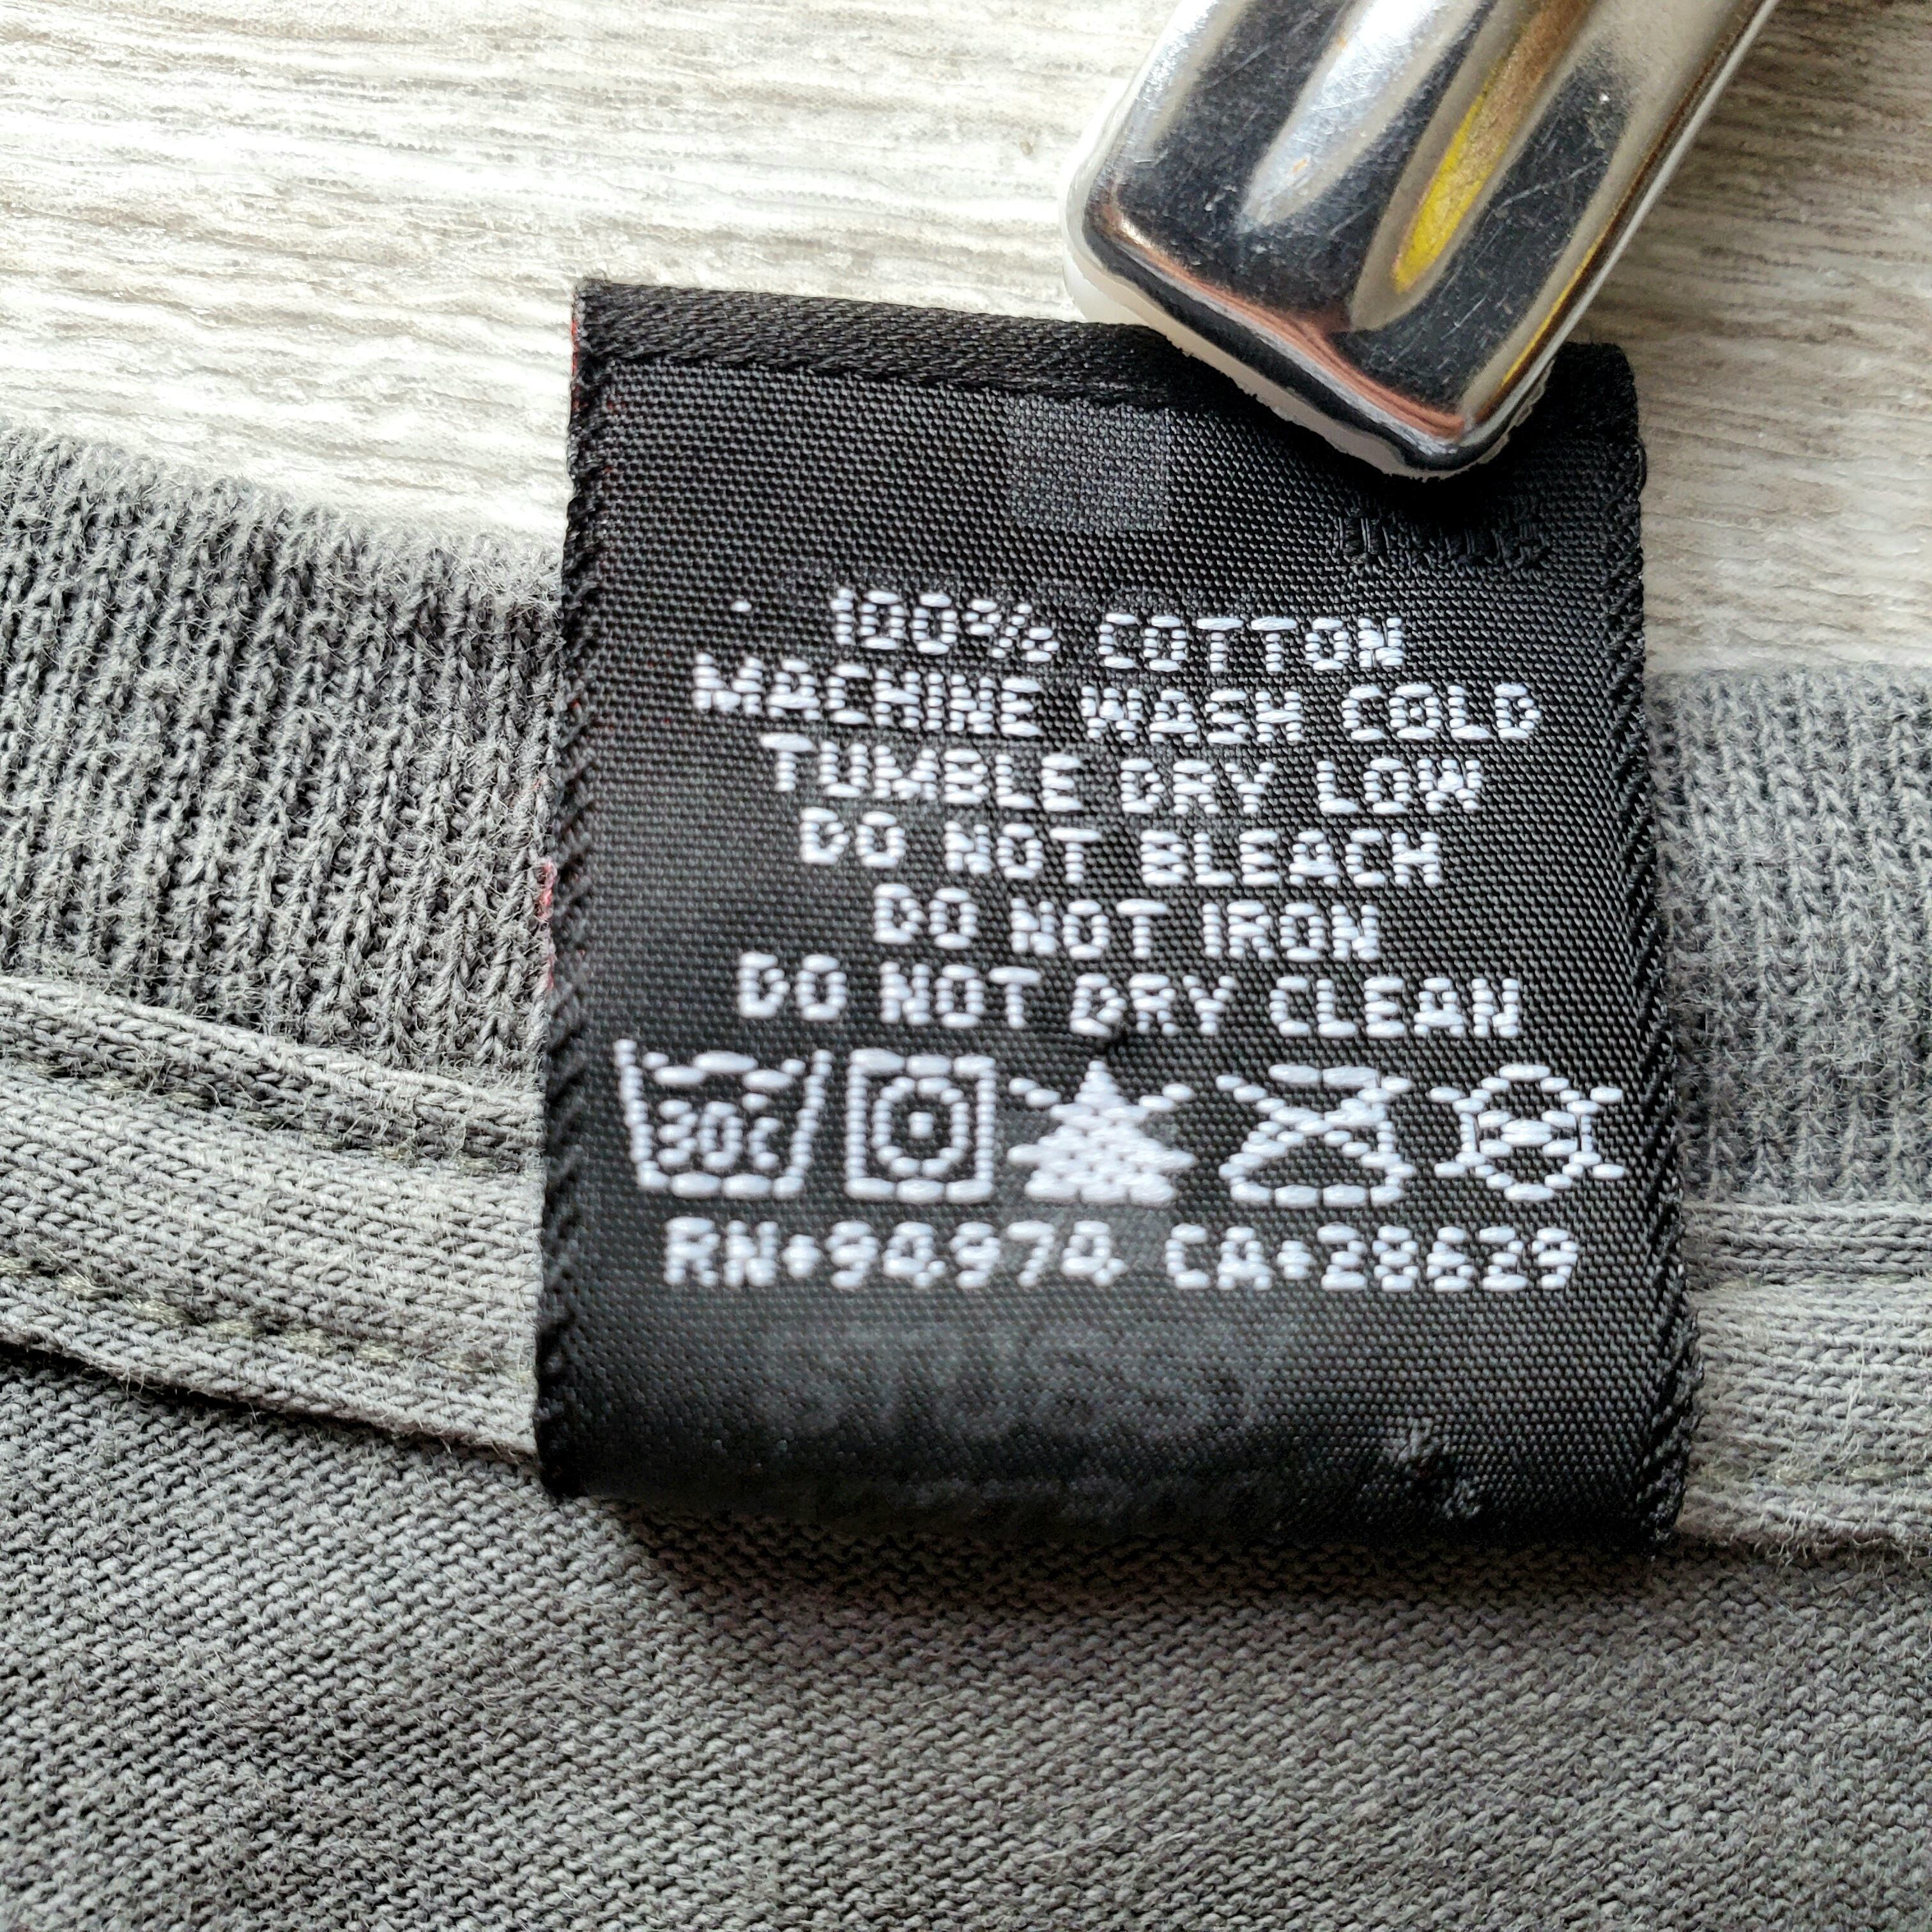 100% COTTON
MACHINE WASH COLD
TUMBLE DRY LOW
DO NOT BLEACH
DO NOT IRON
DO NOT DRY CLEAN
30C
RN•94974 CA•28629